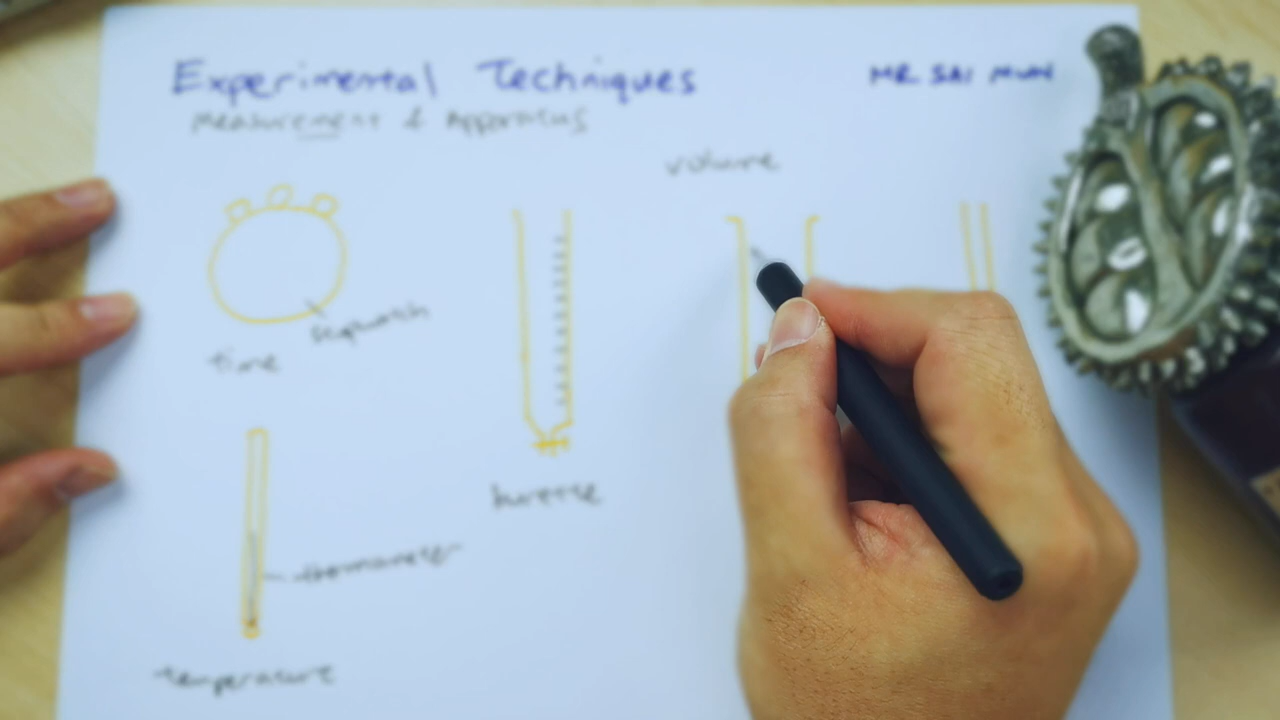 Experimental Techniques
MR SAI MUN
Measurement & Apparatus
volume
stopwatch
time
burette
thermometer
temperature